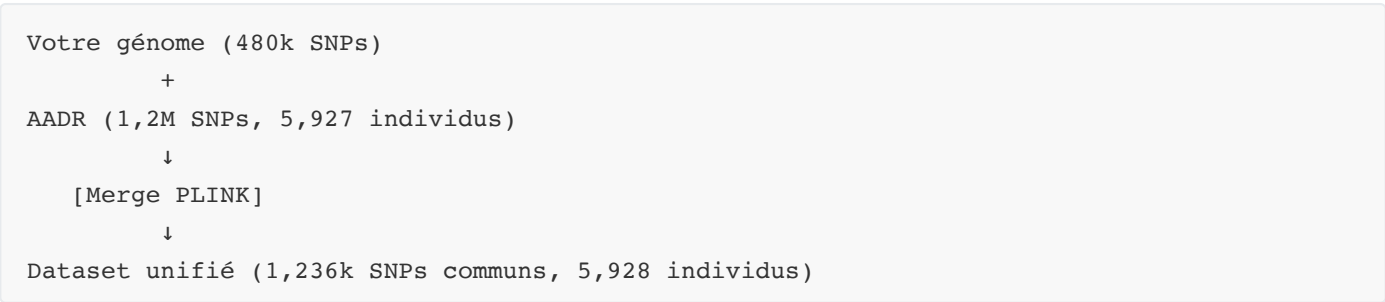 Votre génome (480k SNPs)
+
AADR (1,2M SNPs, 5,927 individus)
↓
[Merge PLINK]
↓
Dataset unifié (1,236k SNPs communs, 5,928 individus)